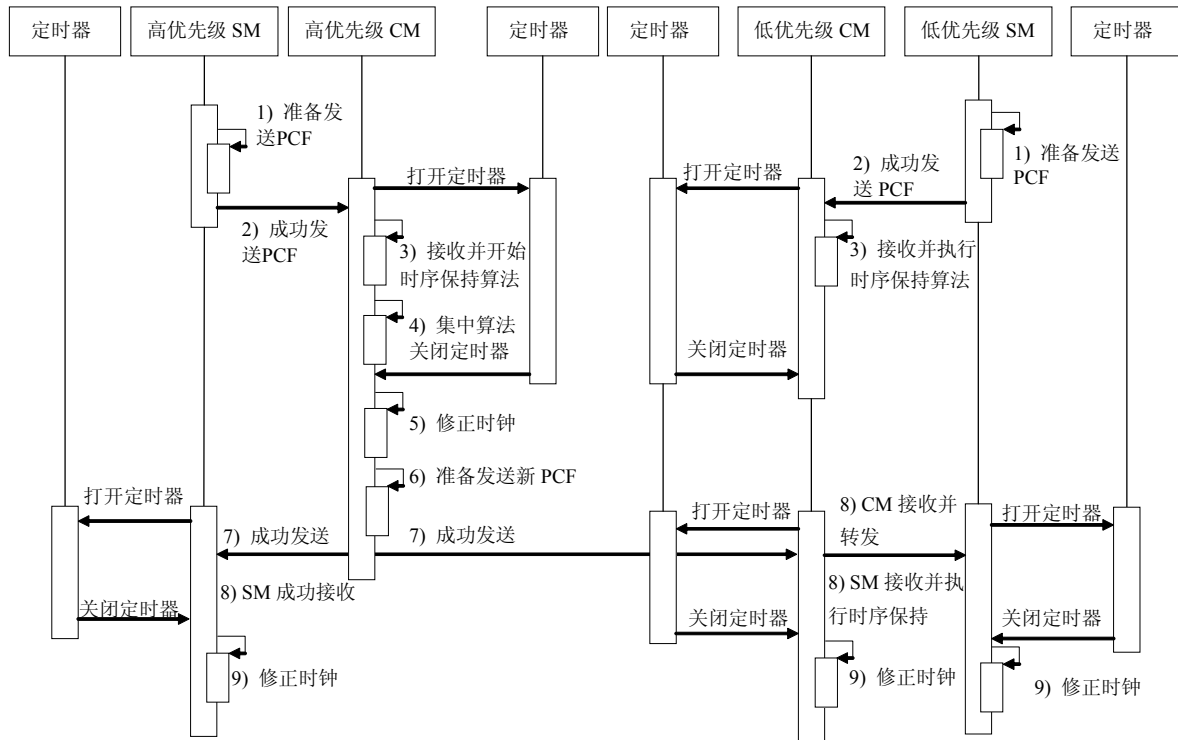 定时器
高优先级 SM
高优先级 CM
定时器
定时器
低优先级 CM
低优先级 SM
定时器
1) 准备发
送PCF
打开定时器
打开定时器
2) 成功发
送 PCF
1) 准备发送
PCF
2) 成功发
送PCF
3) 接收并开始
时序保持算法
3) 接收并执行
时序保持算法
4) 集中算法
关闭定时器
关闭定时器
5) 修正时钟
6) 准备发送新 PCF
打开定时器
打开定时器
8) CM 接收并
转发
打开定时器
7) 成功发送
7) 成功发送
8) SM 成功接收
8) SM 接收并执
行时序保持
关闭定时器
关闭定时器
关闭定时器
9) 修正时钟
9) 修正时钟
9) 修正时钟